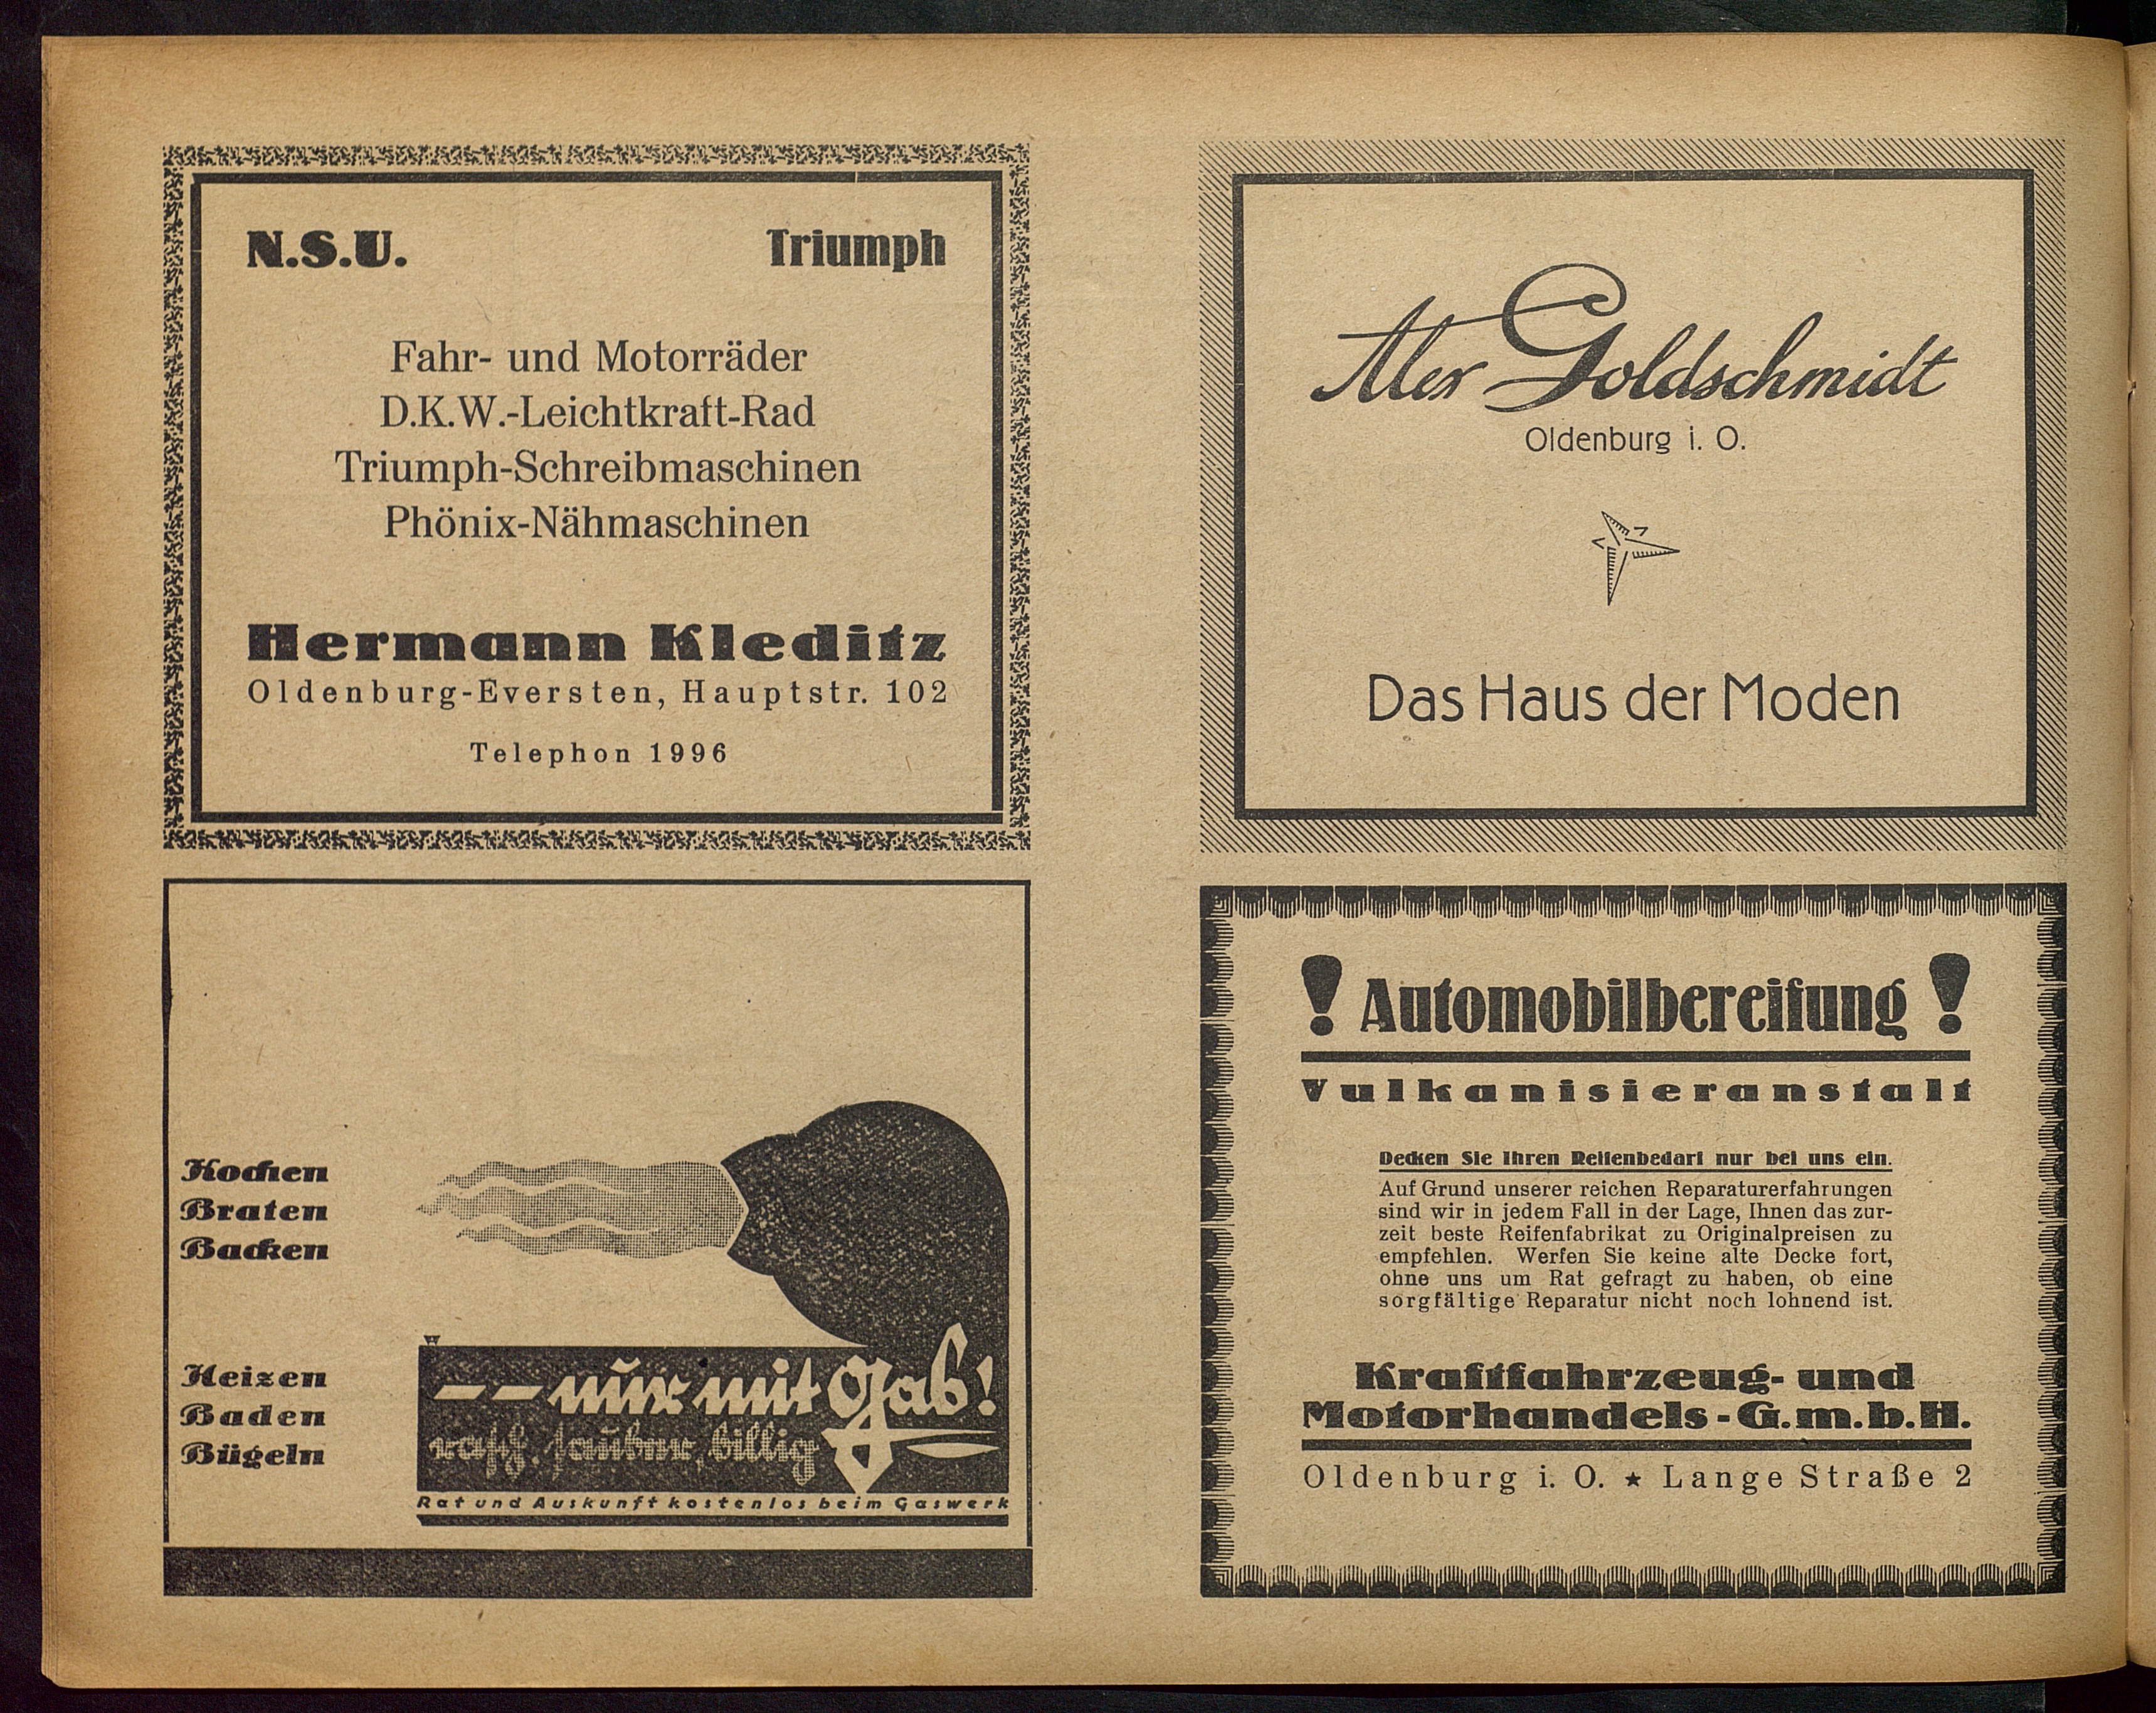 N.S.U. Triumph
Fahr- und Motorräder
D.K.W.-Leichtkraft-Rad
Triumph-Schreibmaschinen
Phönix-Nähmaschinen
Hermann Kleditz
Oldenburg-Eversten, Hauptstr. 102
Telephon 1996
Alex Goldschmidt
Oldenburg i. O.
Das Haus der Moden
Kochen
Braten
Backen
Heizen
Baden
Bügeln
-- nur mit Gas!
rasch, sauber, billig
Rat und Auskunft kostenlos beim Gaswerk
! Automobilbereifung !
Vulkanisieranstalt
Decken Sie Ihren Reifenbedarf nur bei uns ein.
Auf Grund unserer reichen Reparaturerfahrungen
sind wir in jedem Fall in der Lage, Ihnen das zur-
zeit beste Reifenfabrikat zu Originalpreisen zu
empfehlen. Werfen Sie keine alte Decke fort,
ohne uns um Rat gefragt zu haben, ob eine
sorgfältige Reparatur nicht noch lohnend ist.
Kraftfahrzeug- und
Motorhandels-G.m.b.H.
Oldenburg i. O. ★ Lange Straße 2